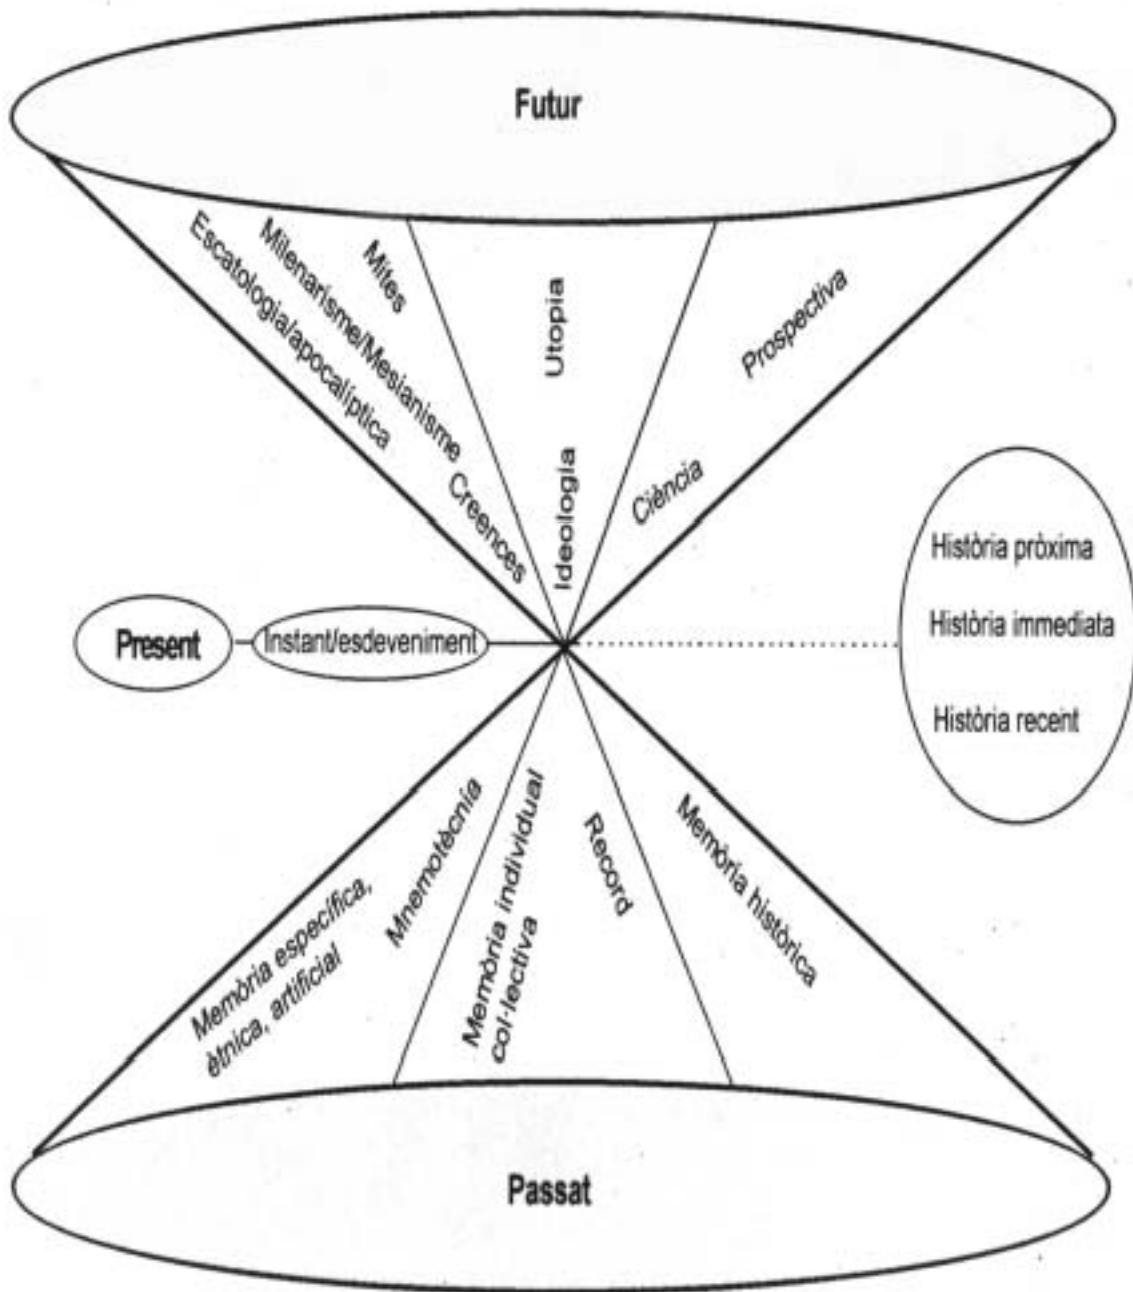 Futur
Escatologia/apocalíptica
Milenarisme/Mesianisme
Mites
Creences
Utopia
Ideologia
Prospectiva
Ciència
Present
Instant/esdeveniment
Història pròxima
Història immediata
Història recent
Memòria específica,
ètnica, artificial
Mnemotècnia
Memòria individual
col·lectiva
Record
Memòria històrica
Passat